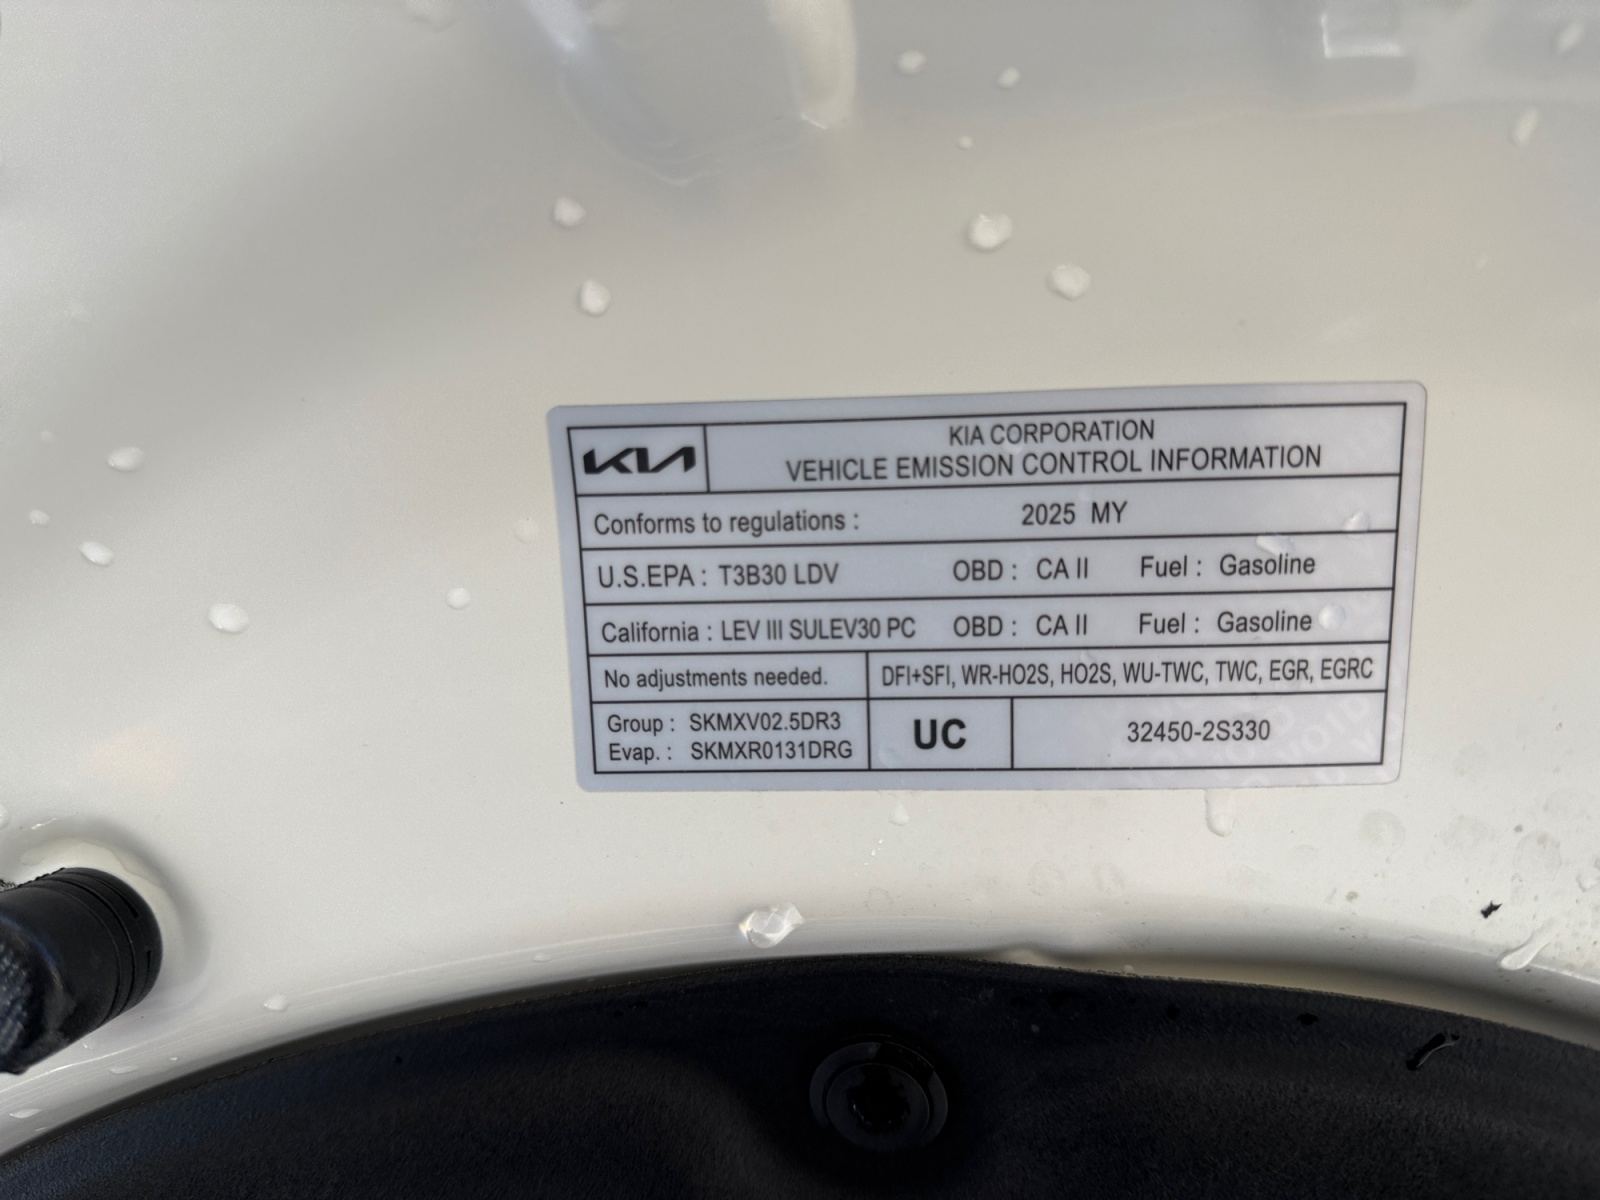 KIA
KIA CORPORATION
VEHICLE EMISSION CONTROL INFORMATION
Conforms to regulations : 2025 MY
U.S.EPA : T3B30 LDV OBD : CA II Fuel : Gasoline
California : LEV III SULEV30 PC OBD : CA II Fuel : Gasoline
No adjustments needed. DFI+SFI, WR-HO2S, HO2S, WU-TWC, TWC, EGR, EGRC
Group : SKMXV02.5DR3
Evap. : SKMXR0131DRG
UC
32450-2S330